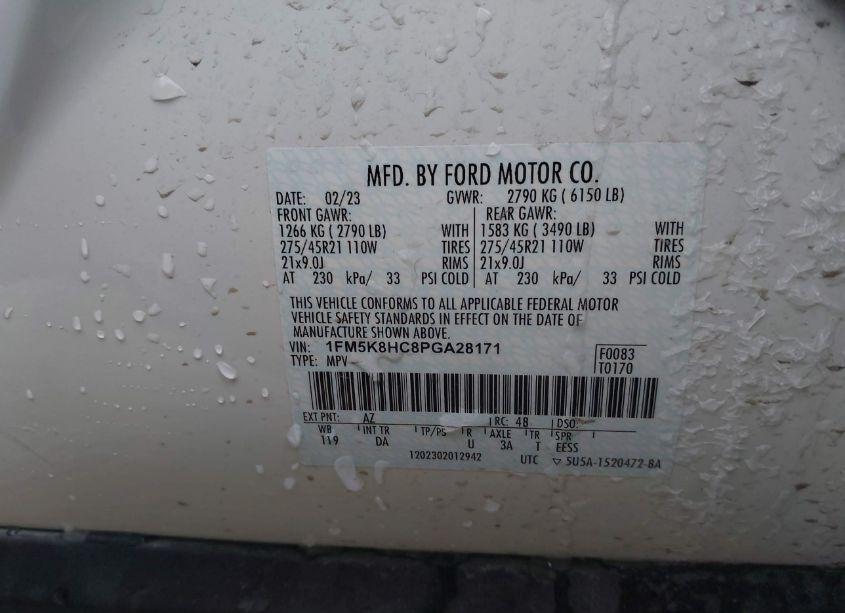 MFD. BY FORD MOTOR CO.
DATE: 02/23 GVWR: 2790 KG ( 6150 LB)
FRONT GAWR: REAR GAWR:
1266 KG ( 2790 LB) WITH 1583 KG ( 3490 LB) WITH
275/45R21 110W TIRES 275/45R21 110W TIRES
21x9.0J RIMS 21x9.0J RIMS
AT 230 kPa/ 33 PSI COLD AT 230 kPa/ 33 PSI COLD
THIS VEHICLE CONFORMS TO ALL APPLICABLE FEDERAL MOTOR
VEHICLE SAFETY STANDARDS IN EFFECT ON THE DATE OF
MANUFACTURE SHOWN ABOVE.
VIN: 1FM5K8HC8PGA28171 F0083
TYPE: MPV T0170
EXT PNT: AZ RC: 48 DSO:
WB INT TR TP/PS R AXLE TR SPR
119 DA U 3A T EESS
1202302012942 UTC ▽ 5U5A-1520472-BA